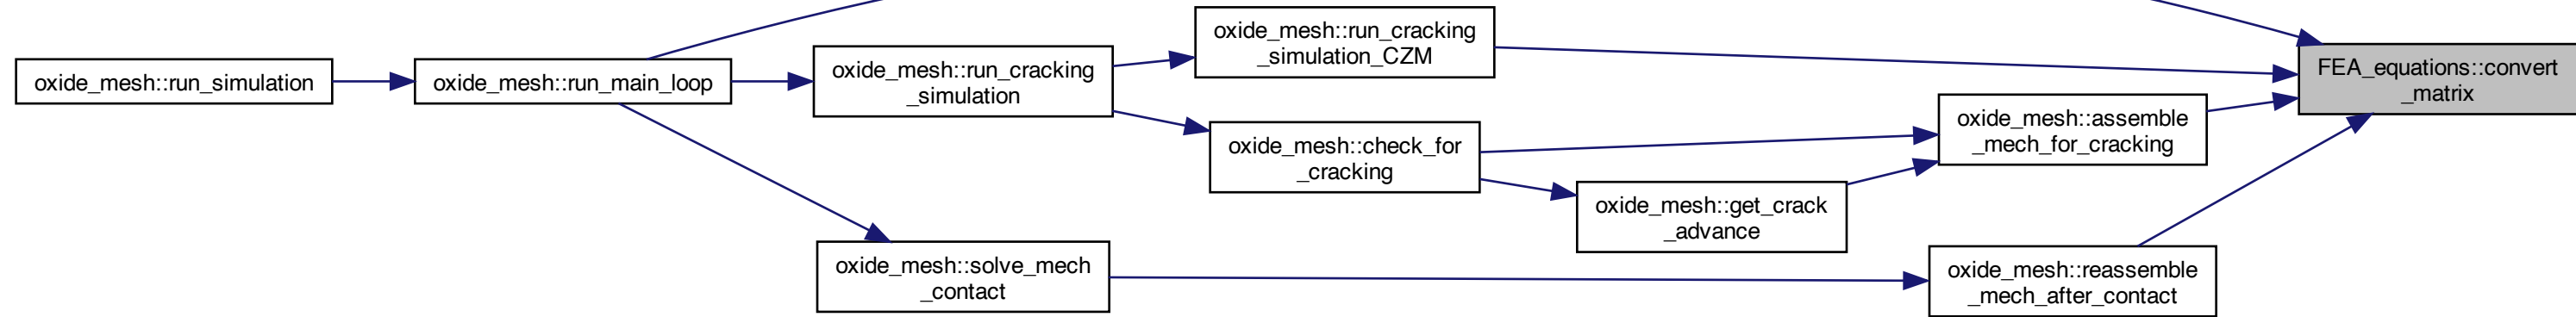 oxide_mesh::run_simulation
oxide_mesh::run_main_loop
oxide_mesh::run_cracking
_simulation
oxide_mesh::run_cracking
_simulation_CZM
oxide_mesh::check_for
_cracking
oxide_mesh::get_crack
_advance
oxide_mesh::assemble
_mech_for_cracking
FEA_equations::convert
_matrix
oxide_mesh::solve_mech
_contact
oxide_mesh::reassemble
_mech_after_contact